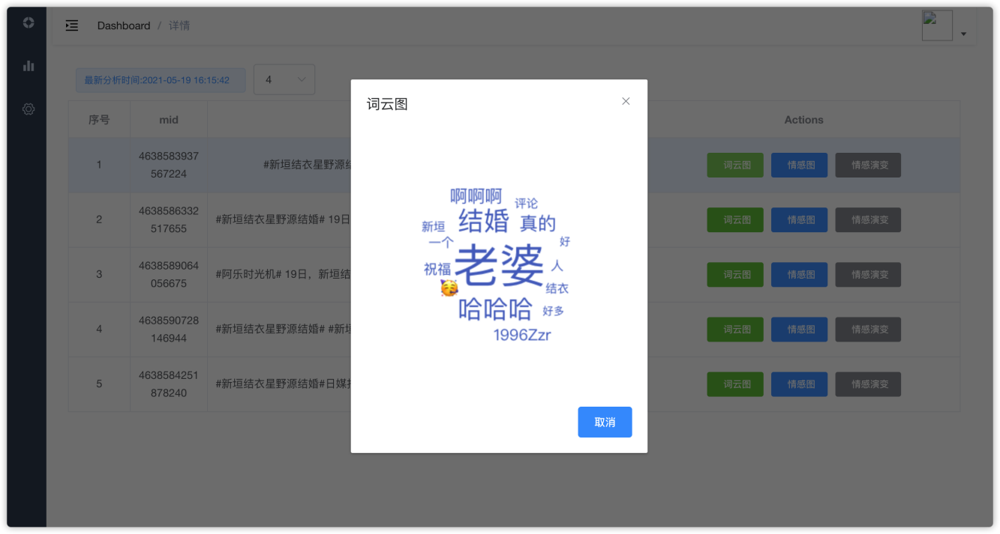 Dashboard / 详情
最新分析时间:2021-05-19 16:15:42
4
序号 mid Actions
1 4638583937567224 #新垣结衣星野源 词云图 情感图 情感演变
2 4638586332517655 #新垣结衣星野源结婚# 19日 词云图 情感图 情感演变
3 4638589064056675 #阿乐时光机# 19日，新垣结 词云图 情感图 情感演变
4 4638590728146944 #新垣结衣星野源结婚# #新 词云图 情感图 情感演变
5 4638584251878240 #新垣结衣星野源结婚#日媒 词云图 情感图 情感演变
词云图
啊啊啊
评论
新垣
结婚
真的
一个
好
祝福
老婆
人
结衣
哈哈哈
好多
1996Zzr
取消